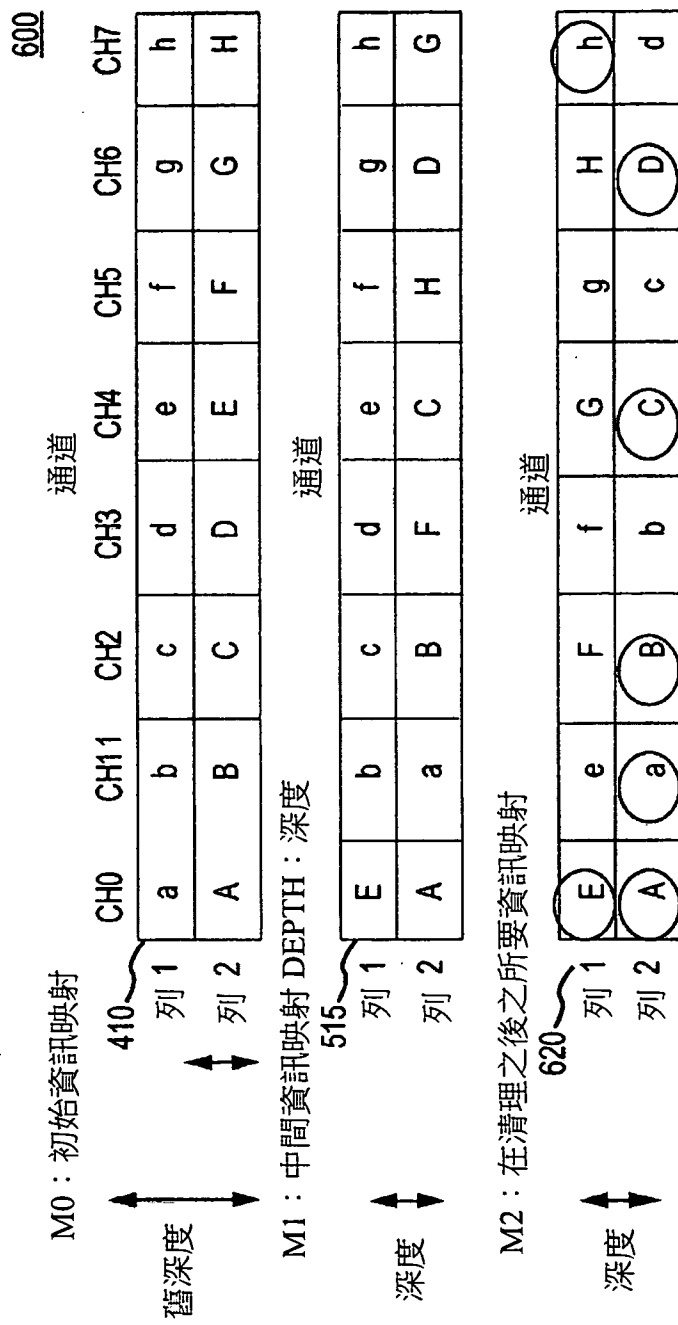 600
M0：初始資訊映射
通道
CH0 CH11 CH2 CH3 CH4 CH5 CH6 CH7
410
舊深度
列 1 a b c d e f g h
列 2 A B C D E F G H
M1：中間資訊映射 DEPTH：深度
通道
515
深度
列 1 E b c d e f g h
列 2 A a B F C H D G
M2：在清理之後之所要資訊映射
通道
620
深度
列 1 E e F f G g H h
列 2 A a B b C c D d